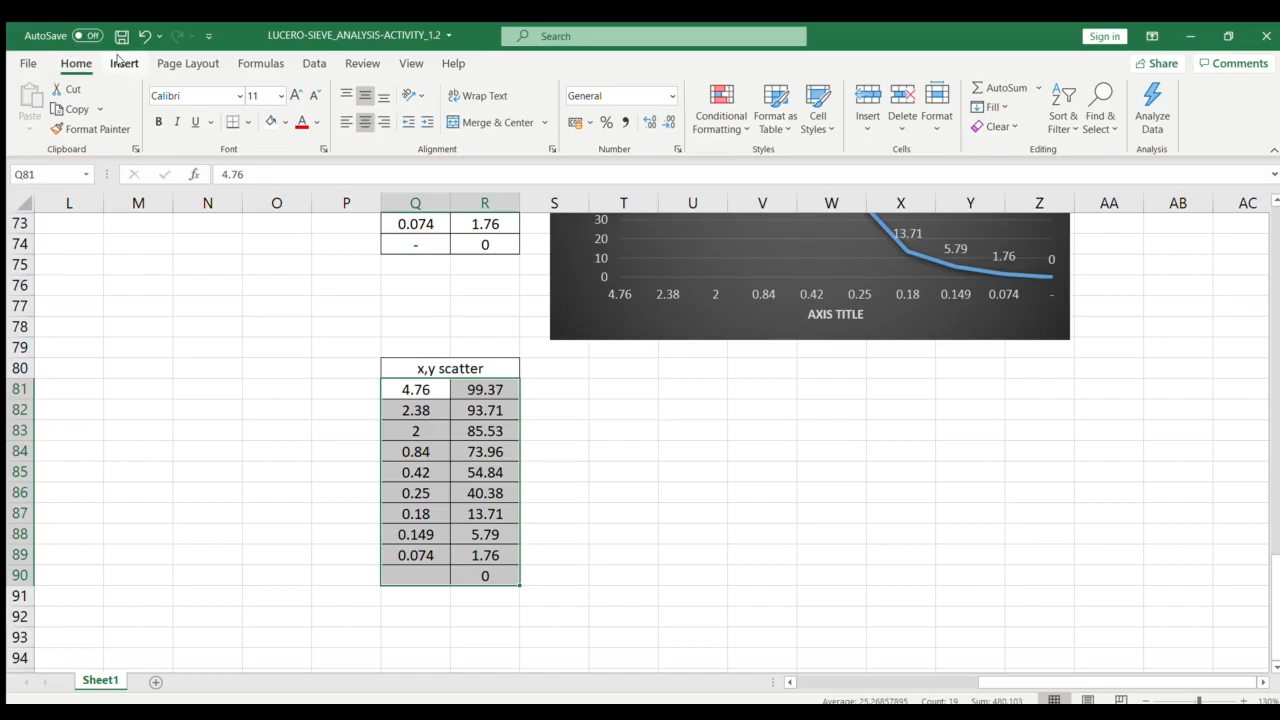 AutoSave Off LUCERO-SIEVE_ANALYSIS-ACTIVITY_1.2 Search Sign in
File Home Insert Page Layout Formulas Data Review View Help Share Comments
Paste Cut Copy Format Painter
Calibri 11
B I U A A A
Wrap Text
Merge & Center
General
% 9
Conditional Formatting Format as Table Cell Styles
Insert Delete Format
AutoSum Fill Clear
Sort & Filter Find & Select
Analyze Data
Clipboard Font Alignment Number Styles Cells Editing Analysis
Q81 fx 4.76
L M N O P Q R S T U V W X Y Z AA AB AC
73 0.074 1.76
74 - 0
75
76
77
78
79
80 x,y scatter
81 4.76 99.37
82 2.38 93.71
83 2 85.53
84 0.84 73.96
85 0.42 54.84
86 0.25 40.38
87 0.18 13.71
88 0.149 5.79
89 0.074 1.76
90 0
91
92
93
94
30
20
10
0
13.71 5.79 1.76 0
4.76 2.38 2 0.84 0.42 0.25 0.18 0.149 0.074 -
AXIS TITLE
Sheet1
Average: 25.26857895 Count: 19 Sum: 480.103 130%